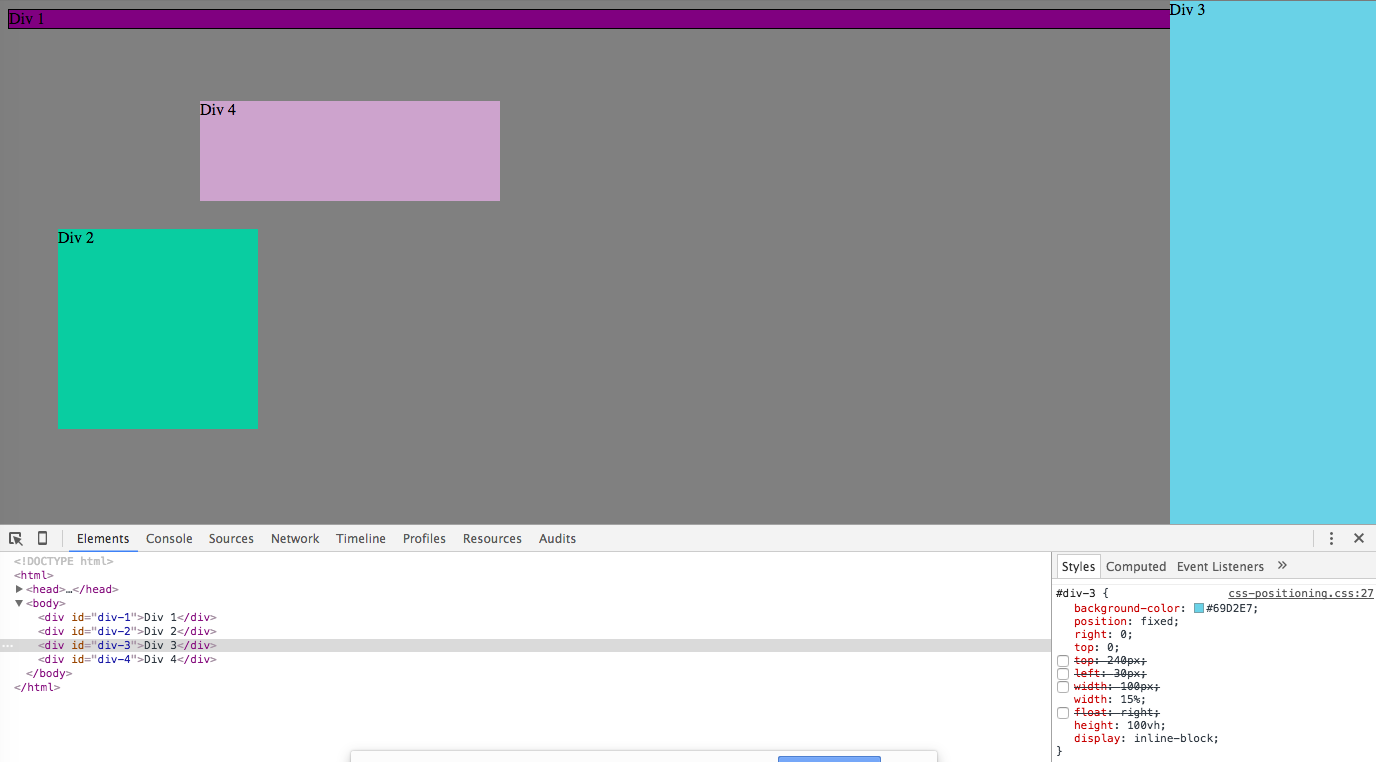 Div 1
Div 3
Div 4
Div 2
Elements Console Sources Network Timeline Profiles Resources Audits
<!DOCTYPE html>
<html>
<head>…</head>
<body>
<div id="div-1">Div 1</div>
<div id="div-2">Div 2</div>
<div id="div-3">Div 3</div>
<div id="div-4">Div 4</div>
</body>
</html>
Styles Computed Event Listeners »
#div-3 { css-positioning.css:27
background-color: #69D2E7;
position: fixed;
right: 0;
top: 0;
top: 240px;
left: 30px;
width: 100px;
width: 15%;
float: right;
height: 100vh;
display: inline-block;
}